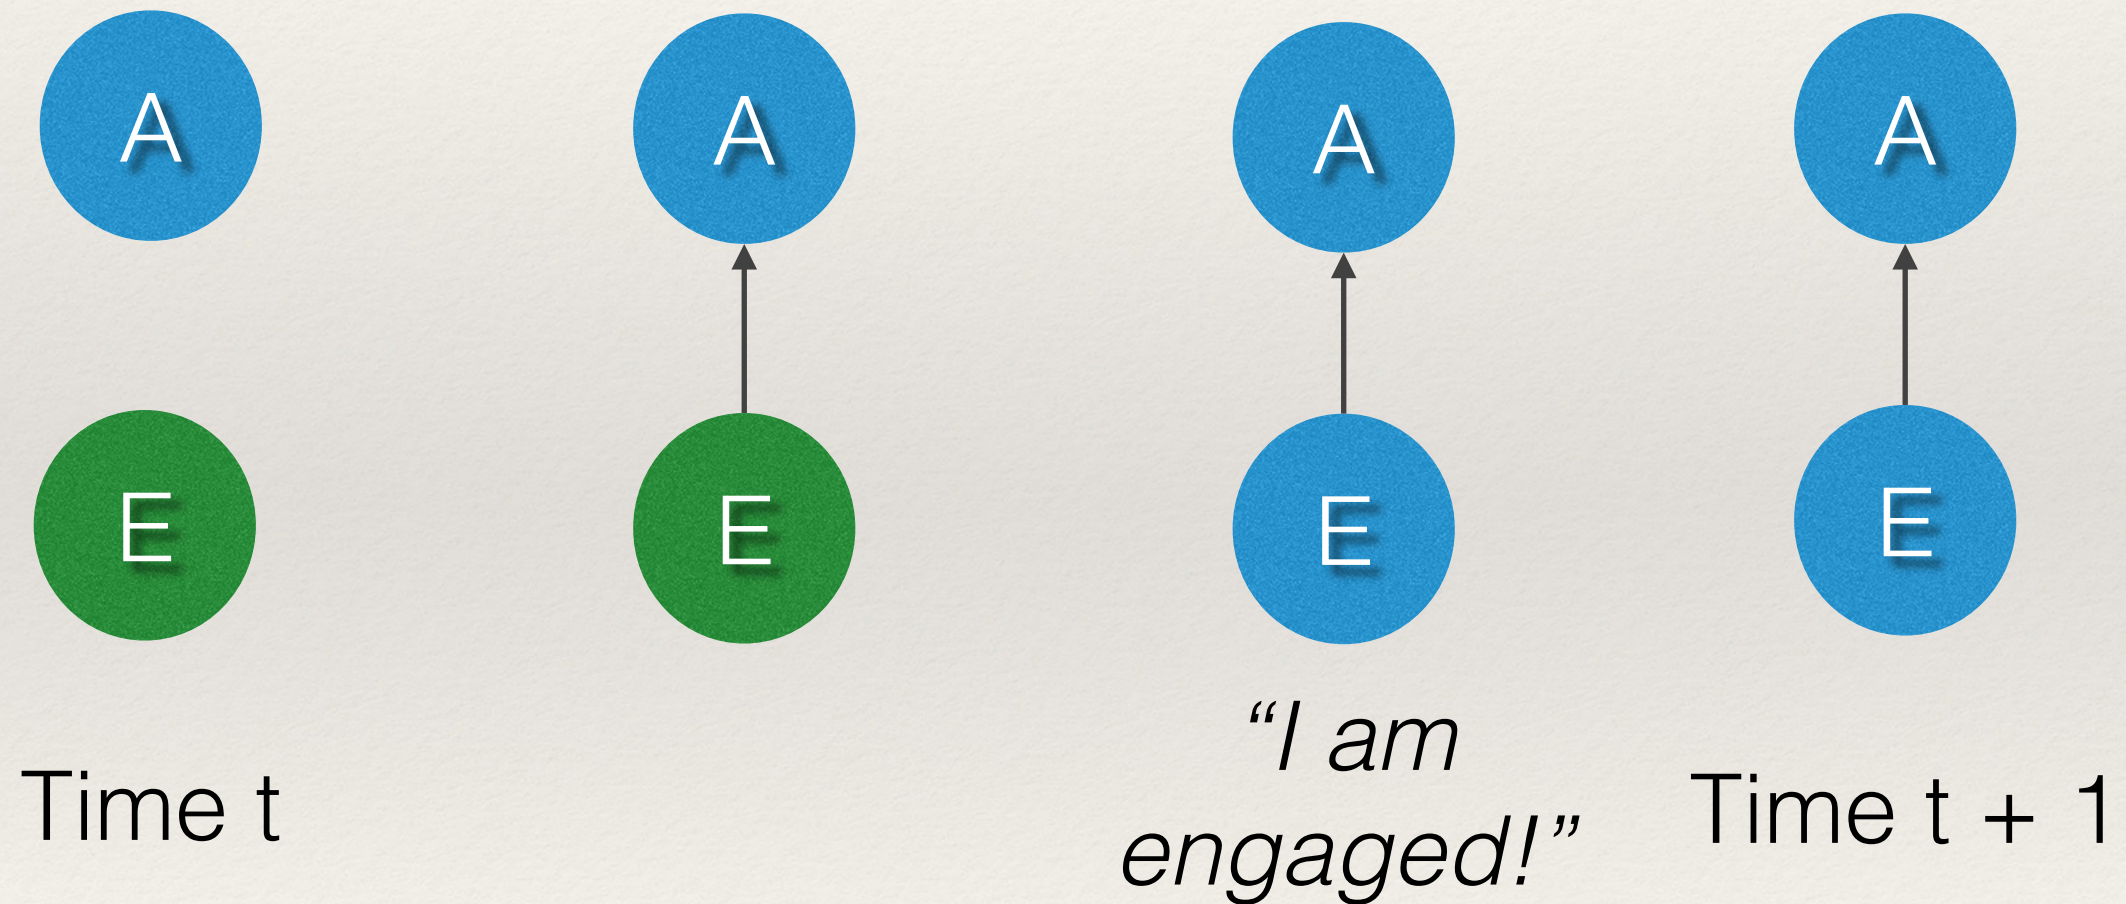 A A A A
E E E E
“I am
engaged!”
Time t
Time t + 1